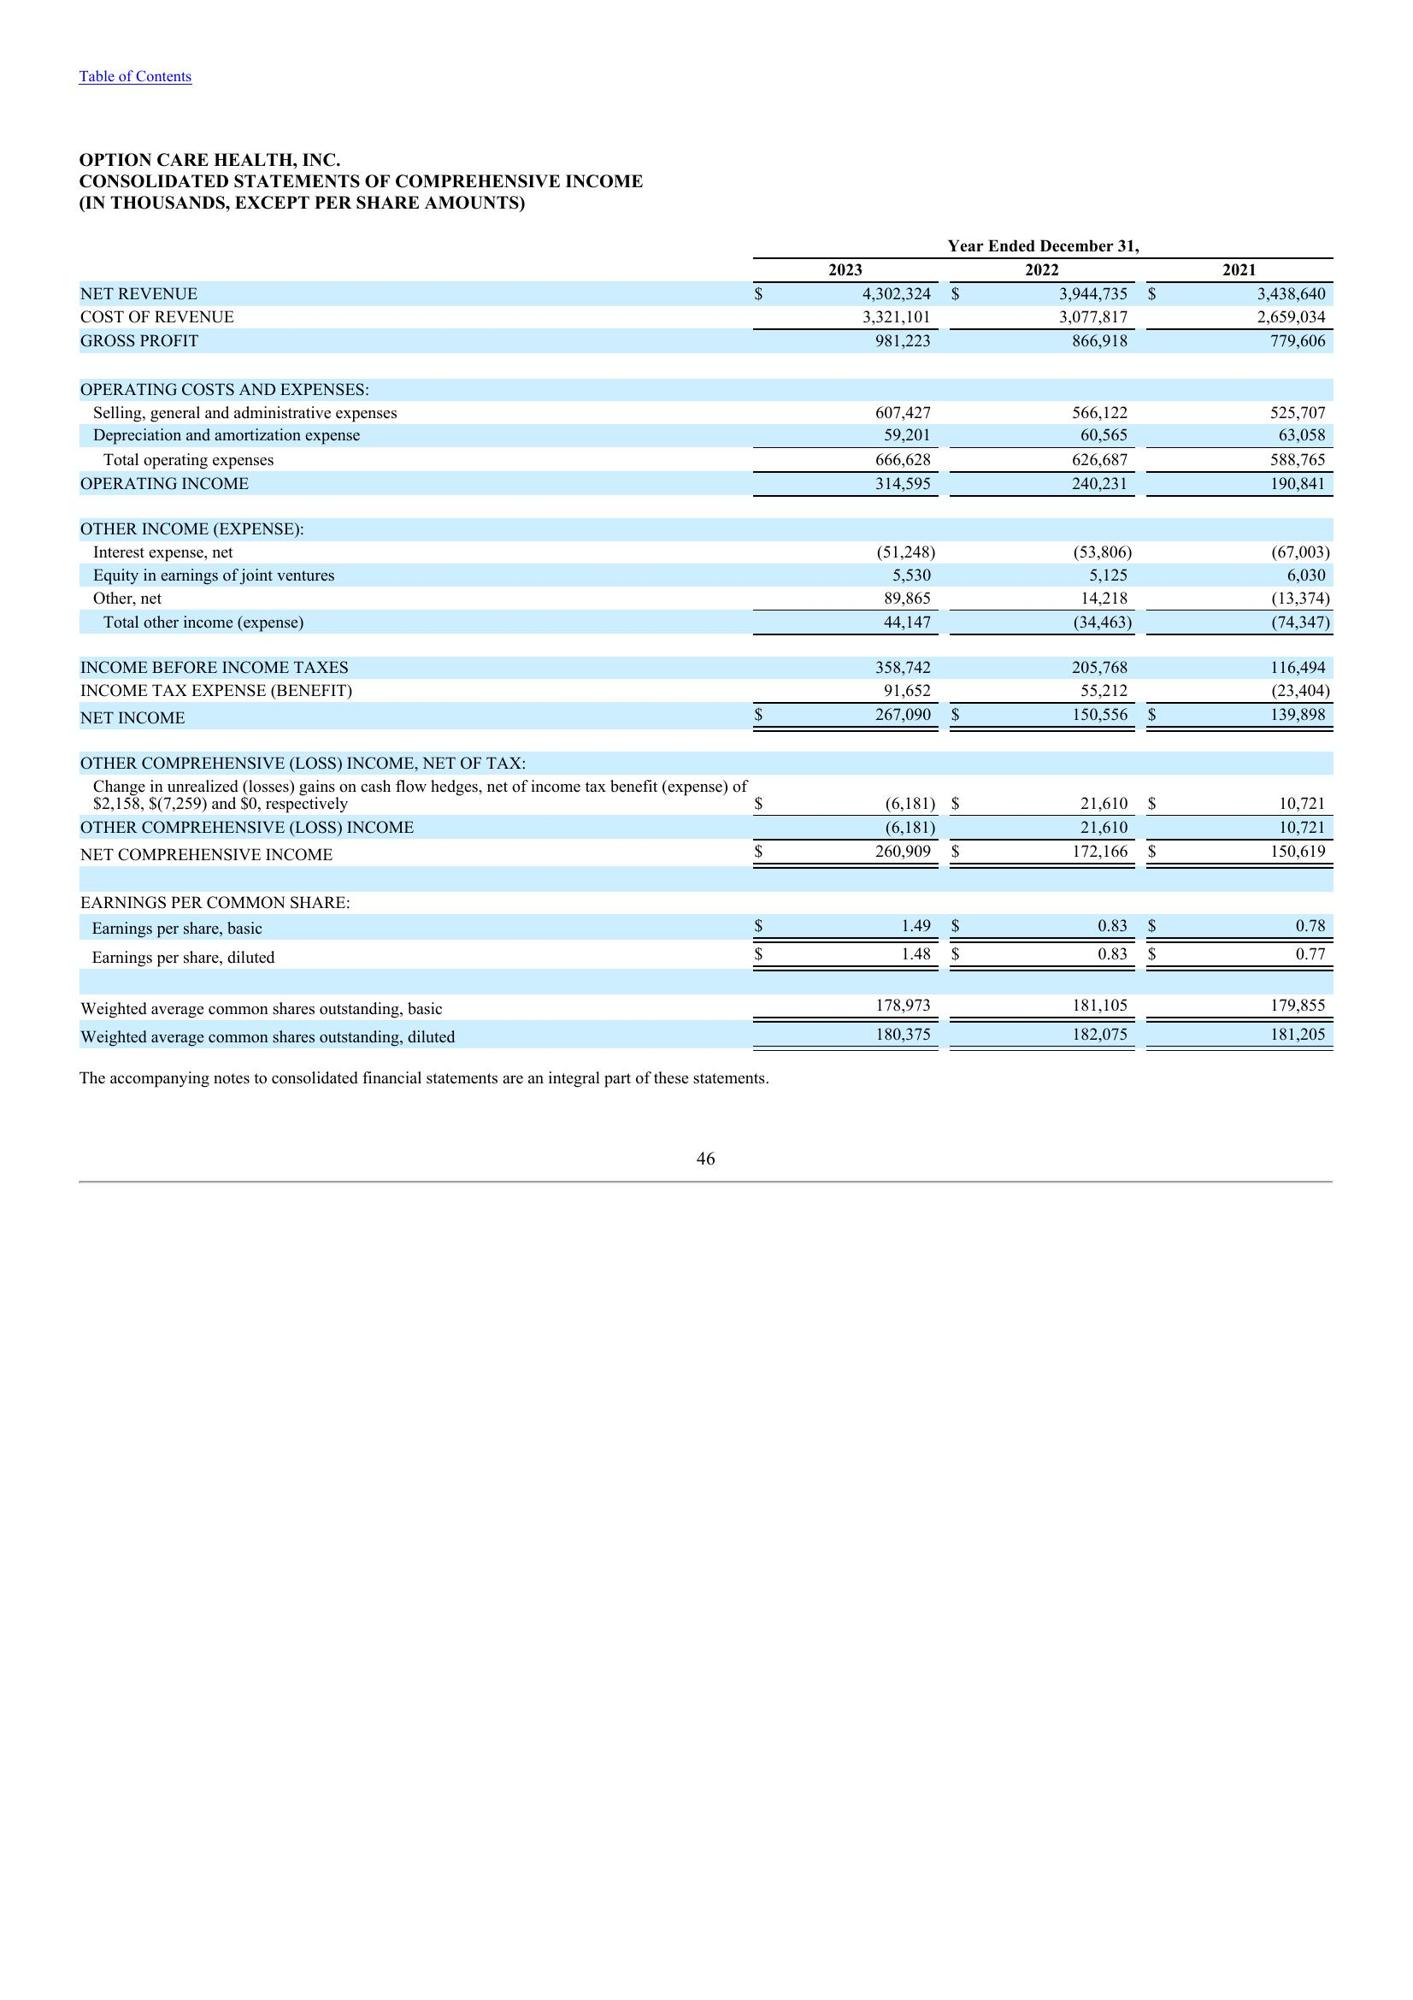 Table of Contents
OPTION CARE HEALTH, INC.
CONSOLIDATED STATEMENTS OF COMPREHENSIVE INCOME
(IN THOUSANDS, EXCEPT PER SHARE AMOUNTS)
Year Ended December 31,
2023 2022 2021
NET REVENUE $ 4,302,324 $ 3,944,735 $ 3,438,640
COST OF REVENUE 3,321,101 3,077,817 2,659,034
GROSS PROFIT 981,223 866,918 779,606
OPERATING COSTS AND EXPENSES:
Selling, general and administrative expenses 607,427 566,122 525,707
Depreciation and amortization expense 59,201 60,565 63,058
Total operating expenses 666,628 626,687 588,765
OPERATING INCOME 314,595 240,231 190,841
OTHER INCOME (EXPENSE):
Interest expense, net (51,248) (53,806) (67,003)
Equity in earnings of joint ventures 5,530 5,125 6,030
Other, net 89,865 14,218 (13,374)
Total other income (expense) 44,147 (34,463) (74,347)
INCOME BEFORE INCOME TAXES 358,742 205,768 116,494
INCOME TAX EXPENSE (BENEFIT) 91,652 55,212 (23,404)
NET INCOME $ 267,090 $ 150,556 $ 139,898
OTHER COMPREHENSIVE (LOSS) INCOME, NET OF TAX:
Change in unrealized (losses) gains on cash flow hedges, net of income tax benefit (expense) of
$2,158, $(7,259) and $0, respectively $ (6,181) $ 21,610 $ 10,721
OTHER COMPREHENSIVE (LOSS) INCOME (6,181) 21,610 10,721
NET COMPREHENSIVE INCOME $ 260,909 $ 172,166 $ 150,619
EARNINGS PER COMMON SHARE:
Earnings per share, basic $ 1.49 $ 0.83 $ 0.78
Earnings per share, diluted $ 1.48 $ 0.83 $ 0.77
Weighted average common shares outstanding, basic 178,973 181,105 179,855
Weighted average common shares outstanding, diluted 180,375 182,075 181,205
The accompanying notes to consolidated financial statements are an integral part of these statements.
46